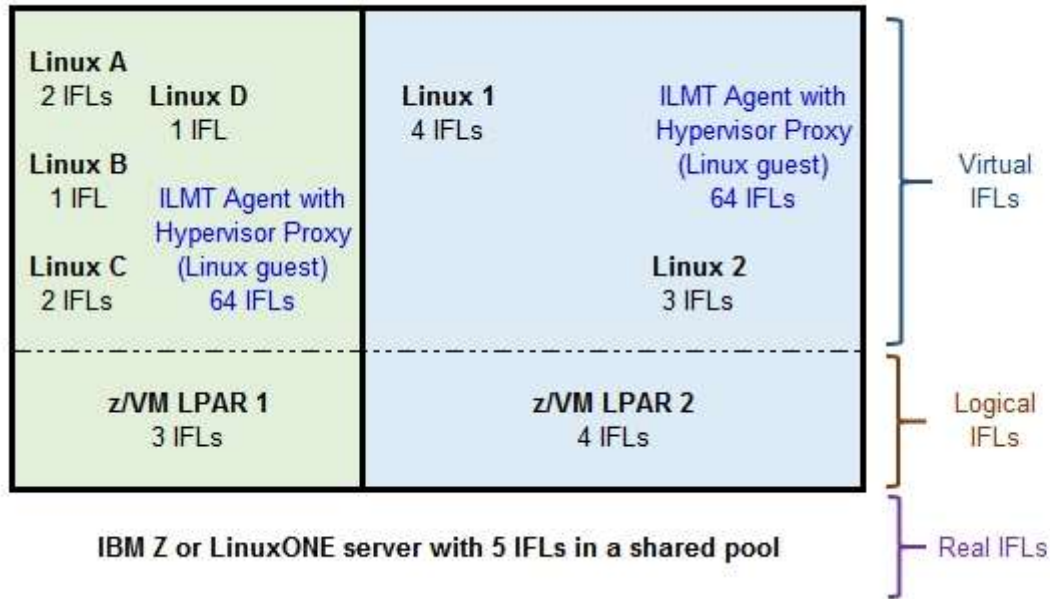 Linux A
2 IFLs
Linux D
1 IFL
Linux B
1 IFL
ILMT Agent with
Hypervisor Proxy
(Linux guest)
64 IFLs
Linux C
2 IFLs
Linux 1
4 IFLs
ILMT Agent with
Hypervisor Proxy
(Linux guest)
64 IFLs
Linux 2
3 IFLs
Virtual
IFLs
z/VM LPAR 1
3 IFLs
z/VM LPAR 2
4 IFLs
Logical
IFLs
IBM Z or LinuxONE server with 5 IFLs in a shared pool
Real IFLs